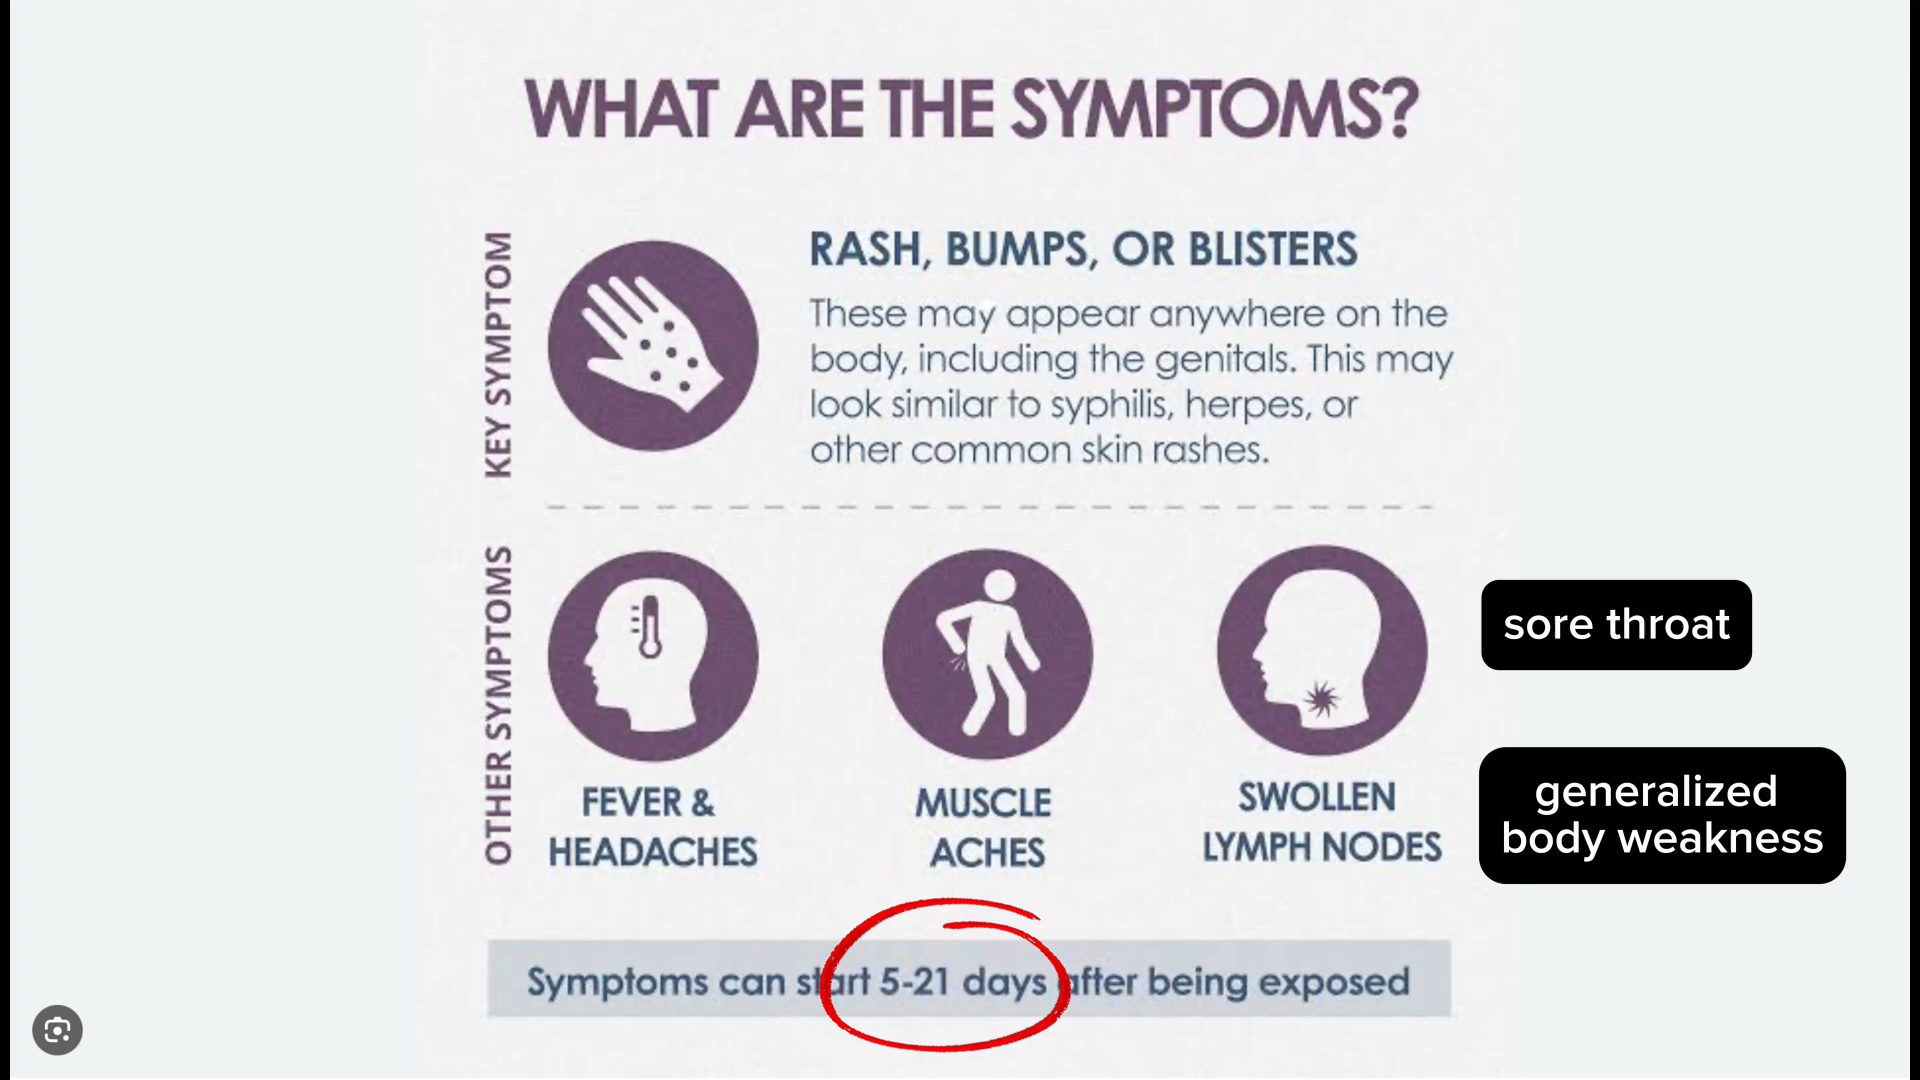 WHAT ARE THE SYMPTOMS?
KEY SYMPTOM
RASH, BUMPS, OR BLISTERS
These may appear anywhere on the
body, including the genitals. This may
look similar to syphilis, herpes, or
other common skin rashes.
OTHER SYMPTOMS
FEVER &
HEADACHES
MUSCLE
ACHES
SWOLLEN
LYMPH NODES
sore throat
generalized
body weakness
Symptoms can start 5-21 days after being exposed